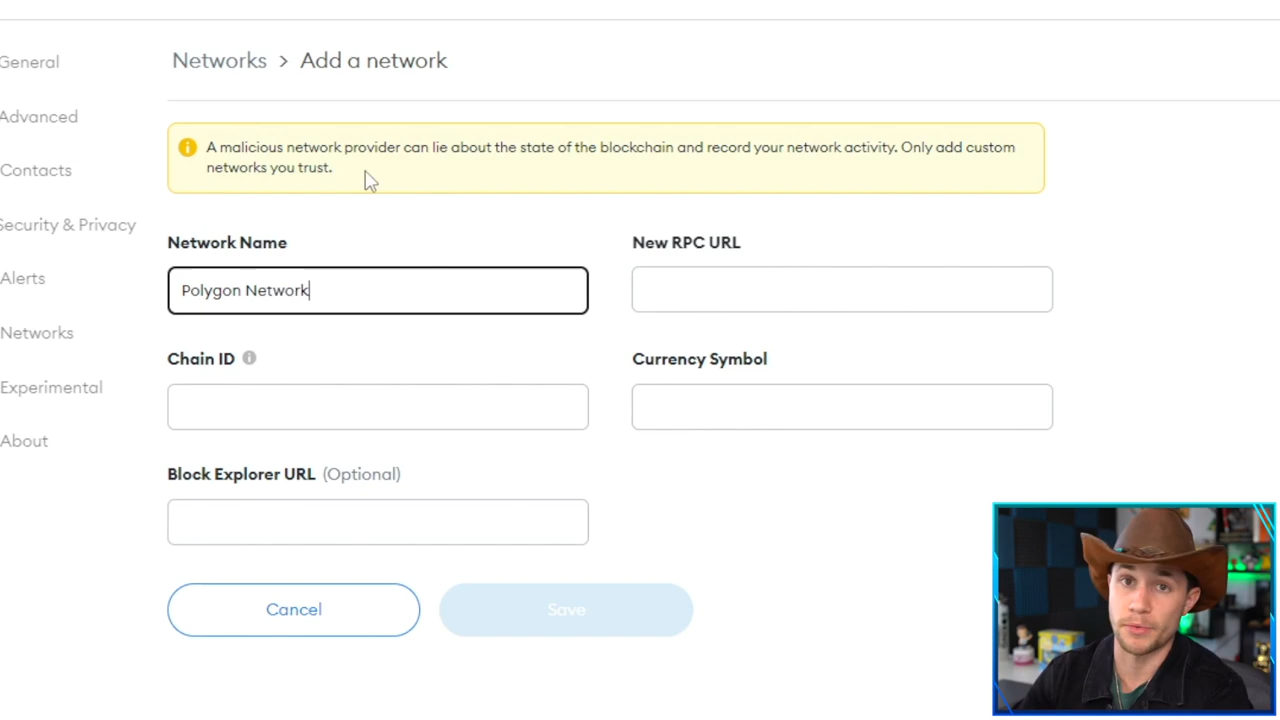 General
Networks > Add a network
Advanced
A malicious network provider can lie about the state of the blockchain and record your network activity. Only add custom
networks you trust.
Contacts
Security & Privacy
Network Name
New RPC URL
Alerts
Polygon Network
Networks
Chain ID
Currency Symbol
Experimental
About
Block Explorer URL (Optional)
Cancel
Save